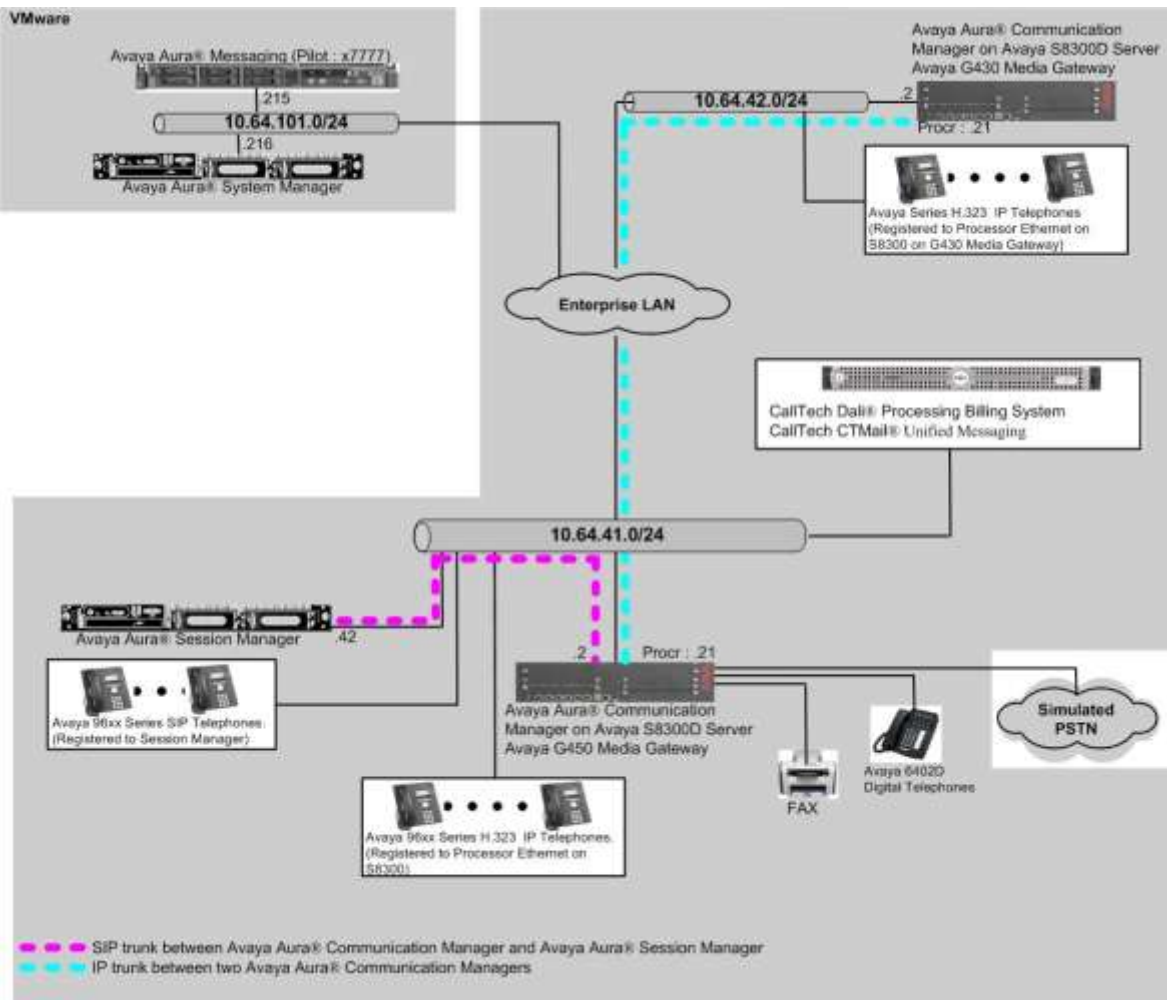 VMware
Avaya Aura® Messaging (Pilot : x7777)
.215
10.64.101.0/24
.216
Avaya Aura® System Manager
Avaya Aura® Communication
Manager on Avaya S8300D Server
Avaya G430 Media Gateway
10.64.42.0/24
.2
Procr : .21
Avaya Series H.323 IP Telephones
(Registered to Processor Ethernet on
S8300 on G430 Media Gateway)
Enterprise LAN
CallTech Dali® Processing Billing System
CallTech CTMail® Unified Messaging
10.64.41.0/24
Avaya Aura® Session Manager
.42
Avaya 96xx Series SIP Telephones
(Registered to Session Manager)
.2
Procr : .21
Avaya Aura® Communication
Manager on Avaya S8300D Server
Avaya G450 Media Gateway
Simulated
PSTN
Avaya 6402D
Digital Telephones
FAX
Avaya 96xx Series H.323 IP Telephones
(Registered to Processor Ethernet on
S8300)
SIP trunk between Avaya Aura® Communication Manager and Avaya Aura® Session Manager
IP trunk between two Avaya Aura® Communication Managers